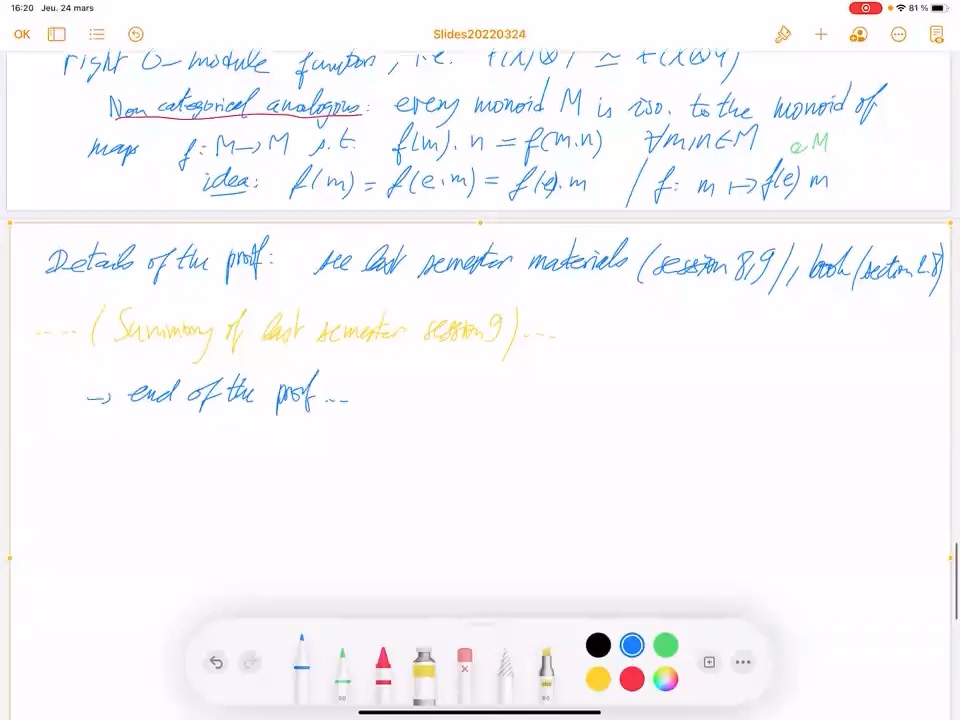 16:20 Jeu. 24 mars 81 %
OK Slides20220324
right C-module function, i.e. F(X)⊗Y ≃ F(X⊗Y)
Non categorical analogous: every monoid M is iso. to the monoid of
maps f: M → M s.t. f(m). n = f(m.n) ∀m,n∈M e∈M
idea: f(m) = f(e.m) = f(e).m / f: m ↦ f(e) m
Details of the proof: see last semester materials (session 8,9), book (section 2.8)
---- (Summary of last semester session 9) ---
→ end of the proof ...